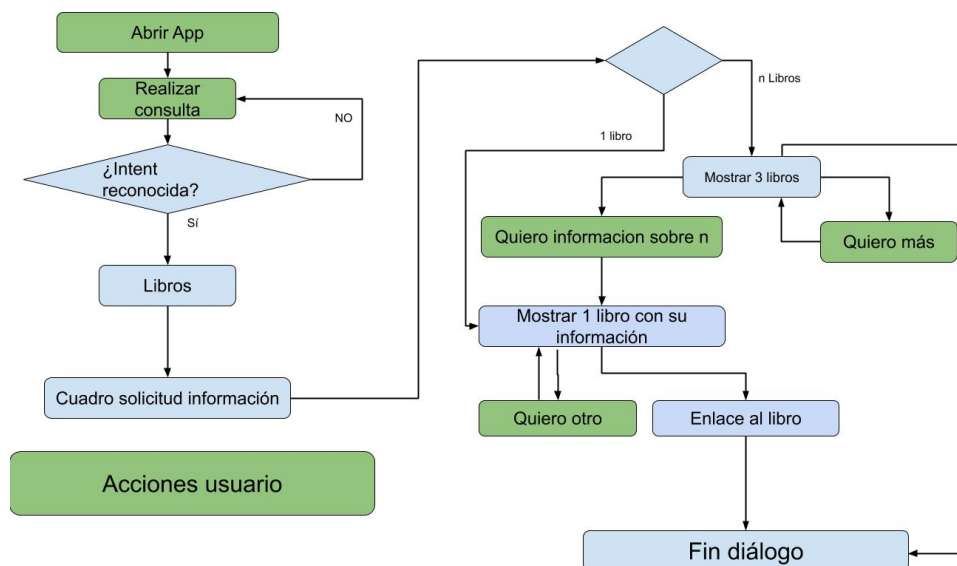 Abrir App
Realizar
consulta
NO
¿Intent
reconocida?
Sí
Libros
Cuadro solicitud información
Acciones usuario
n Libros
1 libro
Mostrar 3 libros
Quiero informacion sobre n
Quiero más
Mostrar 1 libro con su
información
Quiero otro
Enlace al libro
Fin diálogo